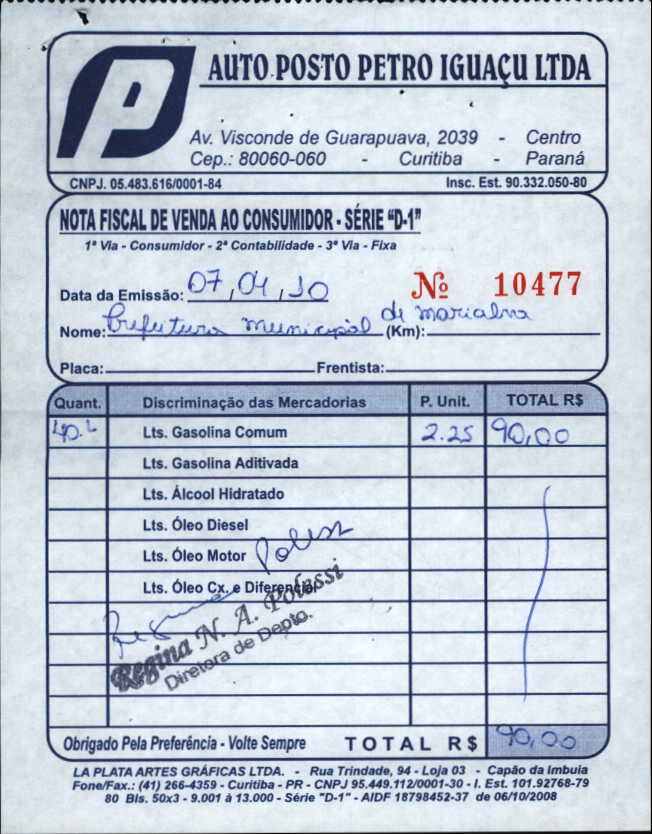 AUTO POSTO PETRO IGUAÇU LTDA
Av. Visconde de Guarapuava, 2039 - Centro
Cep.: 80060-060 - Curitiba - Paraná
CNPJ. 05.483.616/0001-84 Insc. Est. 90.332.050-80
NOTA FISCAL DE VENDA AO CONSUMIDOR - SÉRIE "D-1"
1ª Via - Consumidor - 2ª Contabilidade - 3ª Via - Fixa
Data da Emissão: 07,04,10 Nº 10477
Nome: Prefeitura municipal de marialva (Km):
Placa: Frentista:
Quant. Discriminação das Mercadorias P. Unit. TOTAL R$
40.L Lts. Gasolina Comum 2.25 90,00
Lts. Gasolina Aditivada
Lts. Álcool Hidratado
Lts. Óleo Diesel
Lts. Óleo Motor
Lts. Óleo Cx. e Diferencial
Regina N. A. Polessi
Diretora de Depto.
Obrigado Pela Preferência - Volte Sempre TOTAL R$ 90,00
LA PLATA ARTES GRÁFICAS LTDA. - Rua Trindade, 94 - Loja 03 - Capão da Imbuia
Fone/Fax.: (41) 266-4359 - Curitiba - PR - CNPJ 95.449.112/0001-30 - I. Est. 101.92768-79
80 Bls. 50x3 - 9.001 à 13.000 - Série "D-1" - AIDF 18798452-37 de 06/10/2008